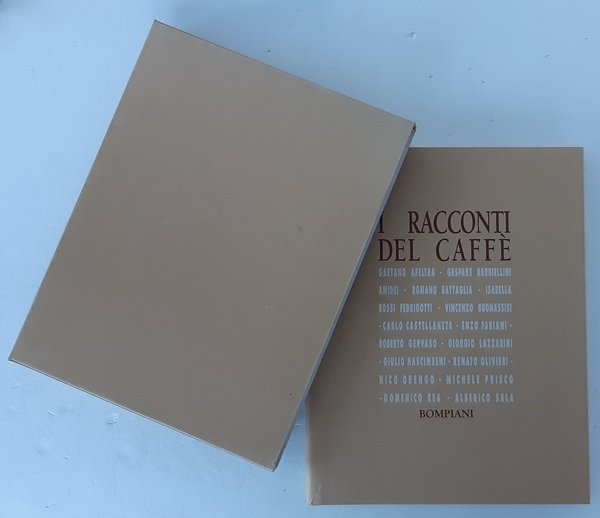 I RACCONTI
DEL CAFFÈ
GAETANO AFELTRA - GASPARE BARBIELLINI
AMIDEI - ROMANO BATTAGLIA - ISABELLA
BOSSI FEDRIGOTTI - VINCENZO BUONASSISI
- CARLO CASTELLANETA - ENZO FABIANI -
ROBERTO GERVASO - GIORGIO LAZZARINI
- GIULIO NASCIMBENI - RENATO OLIVIERI -
NICO ORENGO - MICHELE PRISCO
- DOMENICO REA - ALBERICO SALA
BOMPIANI